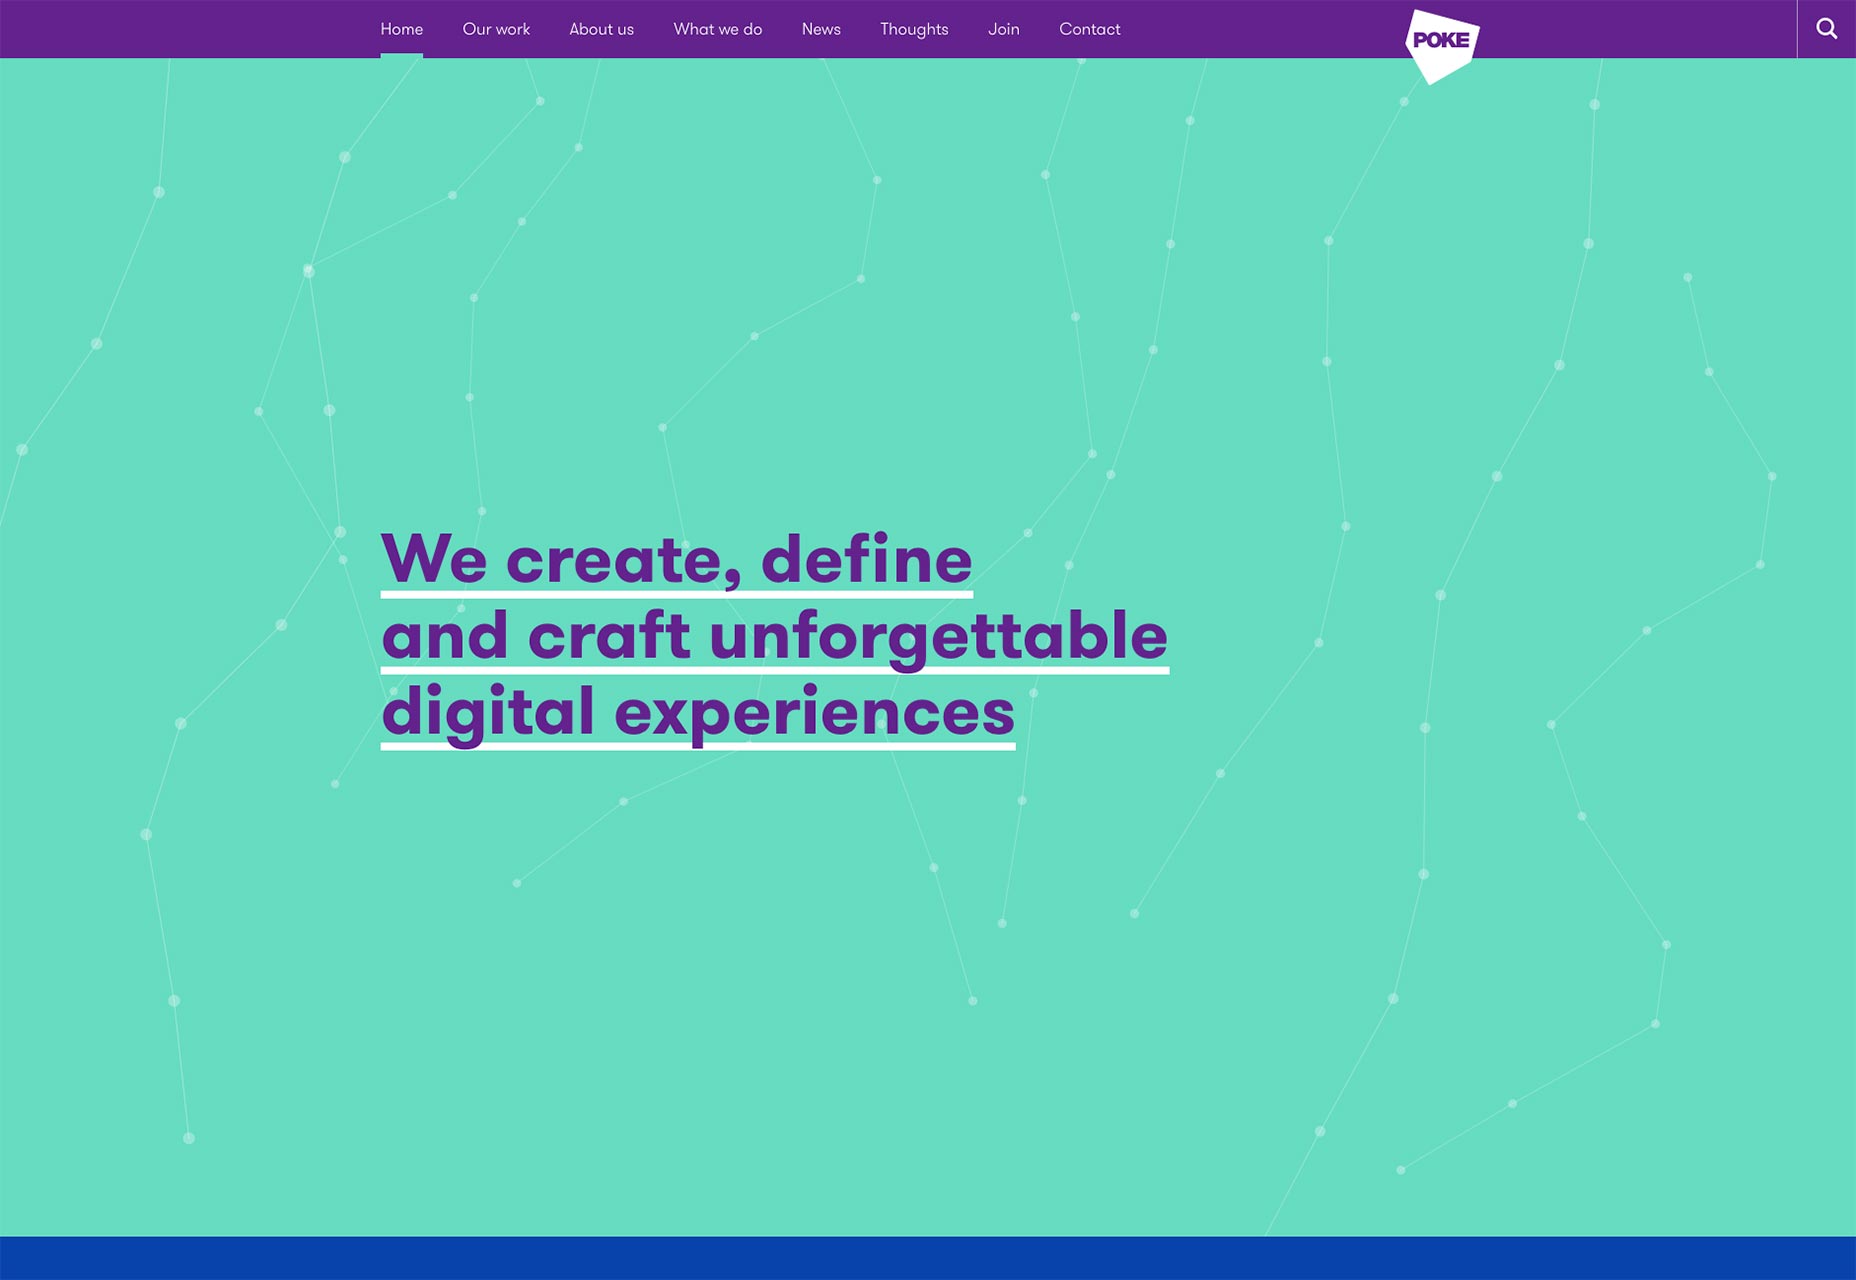 Home Our work About us What we do News Thoughts Join Contact
POKE
We create, define
and craft unforgettable
digital experiences